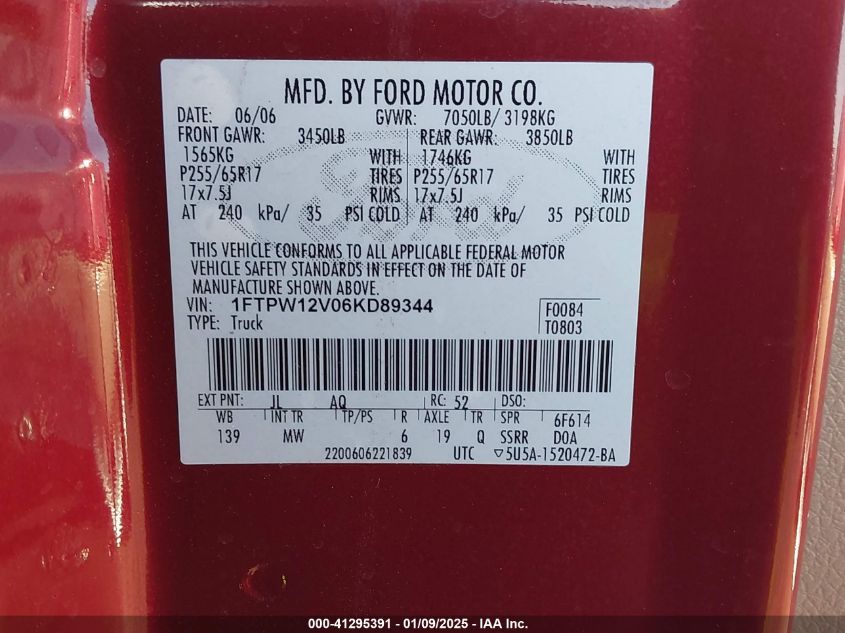 MFD. BY FORD MOTOR CO.
DATE: 06/06 GVWR: 7050LB/ 3198KG
FRONT GAWR: 3450LB REAR GAWR: 3850LB
1565KG WITH 1746KG WITH
P255/65R17 TIRES P255/65R17 TIRES
17x7.5J RIMS 17x7.5J RIMS
AT 240 kPa/ 35 PSI COLD AT 240 kPa/ 35 PSI COLD
THIS VEHICLE CONFORMS TO ALL APPLICABLE FEDERAL MOTOR
VEHICLE SAFETY STANDARDS IN EFFECT ON THE DATE OF
MANUFACTURE SHOWN ABOVE.
VIN: 1FTPW12V06KD89344 F0084
TYPE: Truck T0803
EXT PNT: JL AQ RC: 52 DSO:
WB INT TR TP/PS R AXLE TR SPR 6F614
139 MW 6 19 Q SSRR DOA
2200606221839 UTC ▽5U5A-1520472-BA
000-41295391 - 01/09/2025 - IAA Inc.